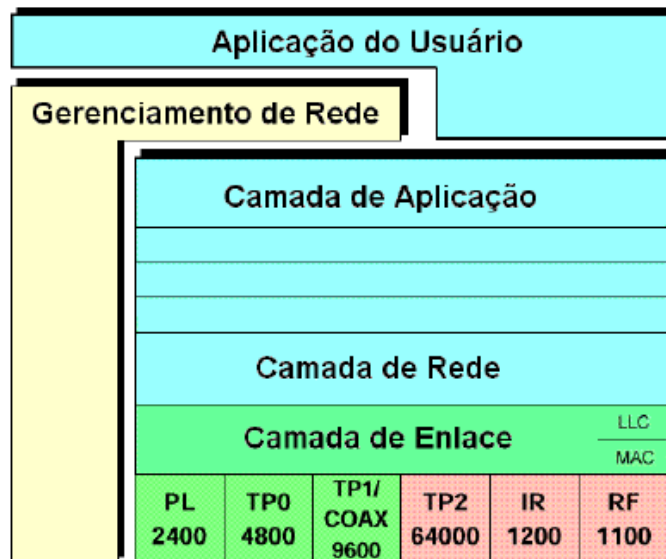 Aplicação do Usuário
Gerenciamento de Rede
Camada de Aplicação
Camada de Rede
Camada de Enlace
LLC
MAC
PL
2400
TP0
4800
TP1/
COAX
9600
TP2
64000
IR
1200
RF
1100